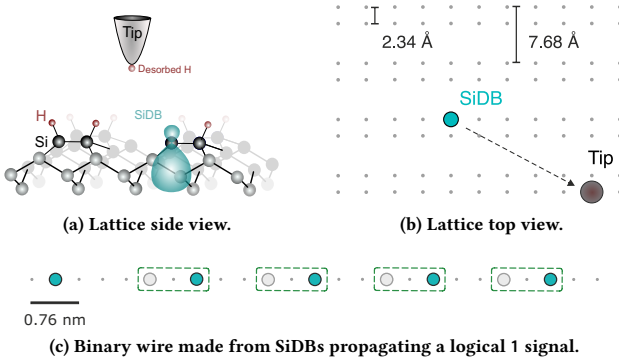 Tip
Desorbed H
H
SiDB
Si
(a) Lattice side view.
2.34 Å
7.68 Å
SiDB
Tip
(b) Lattice top view.
0.76 nm
(c) Binary wire made from SiDBs propagating a logical 1 signal.